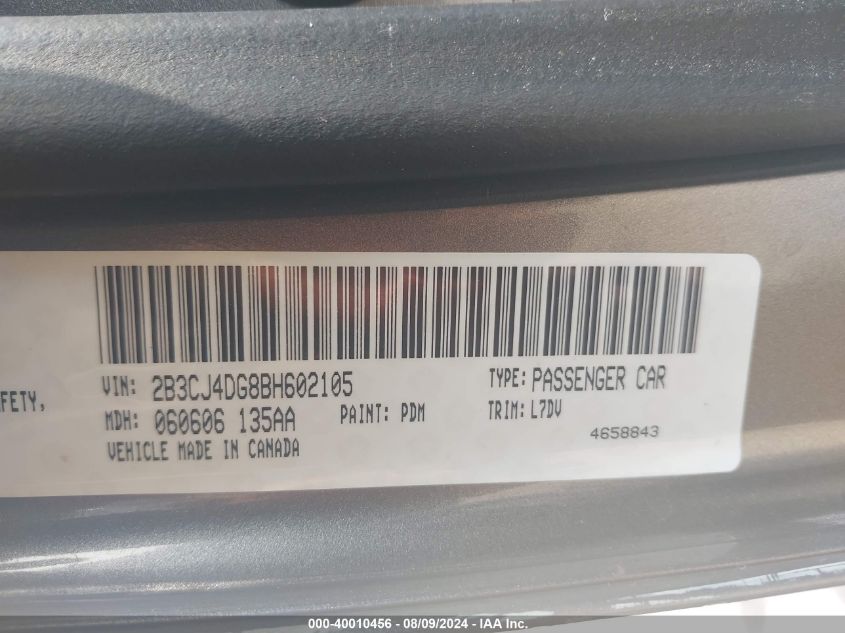 FETY,
VIN: 2B3CJ4DG8BH602105
TYPE: PASSENGER CAR
MDH: 060606 135AA
PAINT: PDM
TRIM: L7DV
VEHICLE MADE IN CANADA
4658843
000-40010456 - 08/09/2024 - IAA Inc.